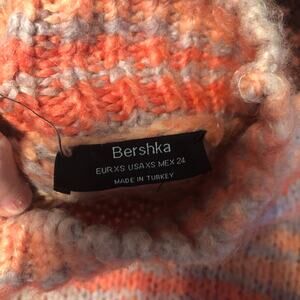 Bershka
EUR XS USA XS MEX 24
MADE IN TURKEY